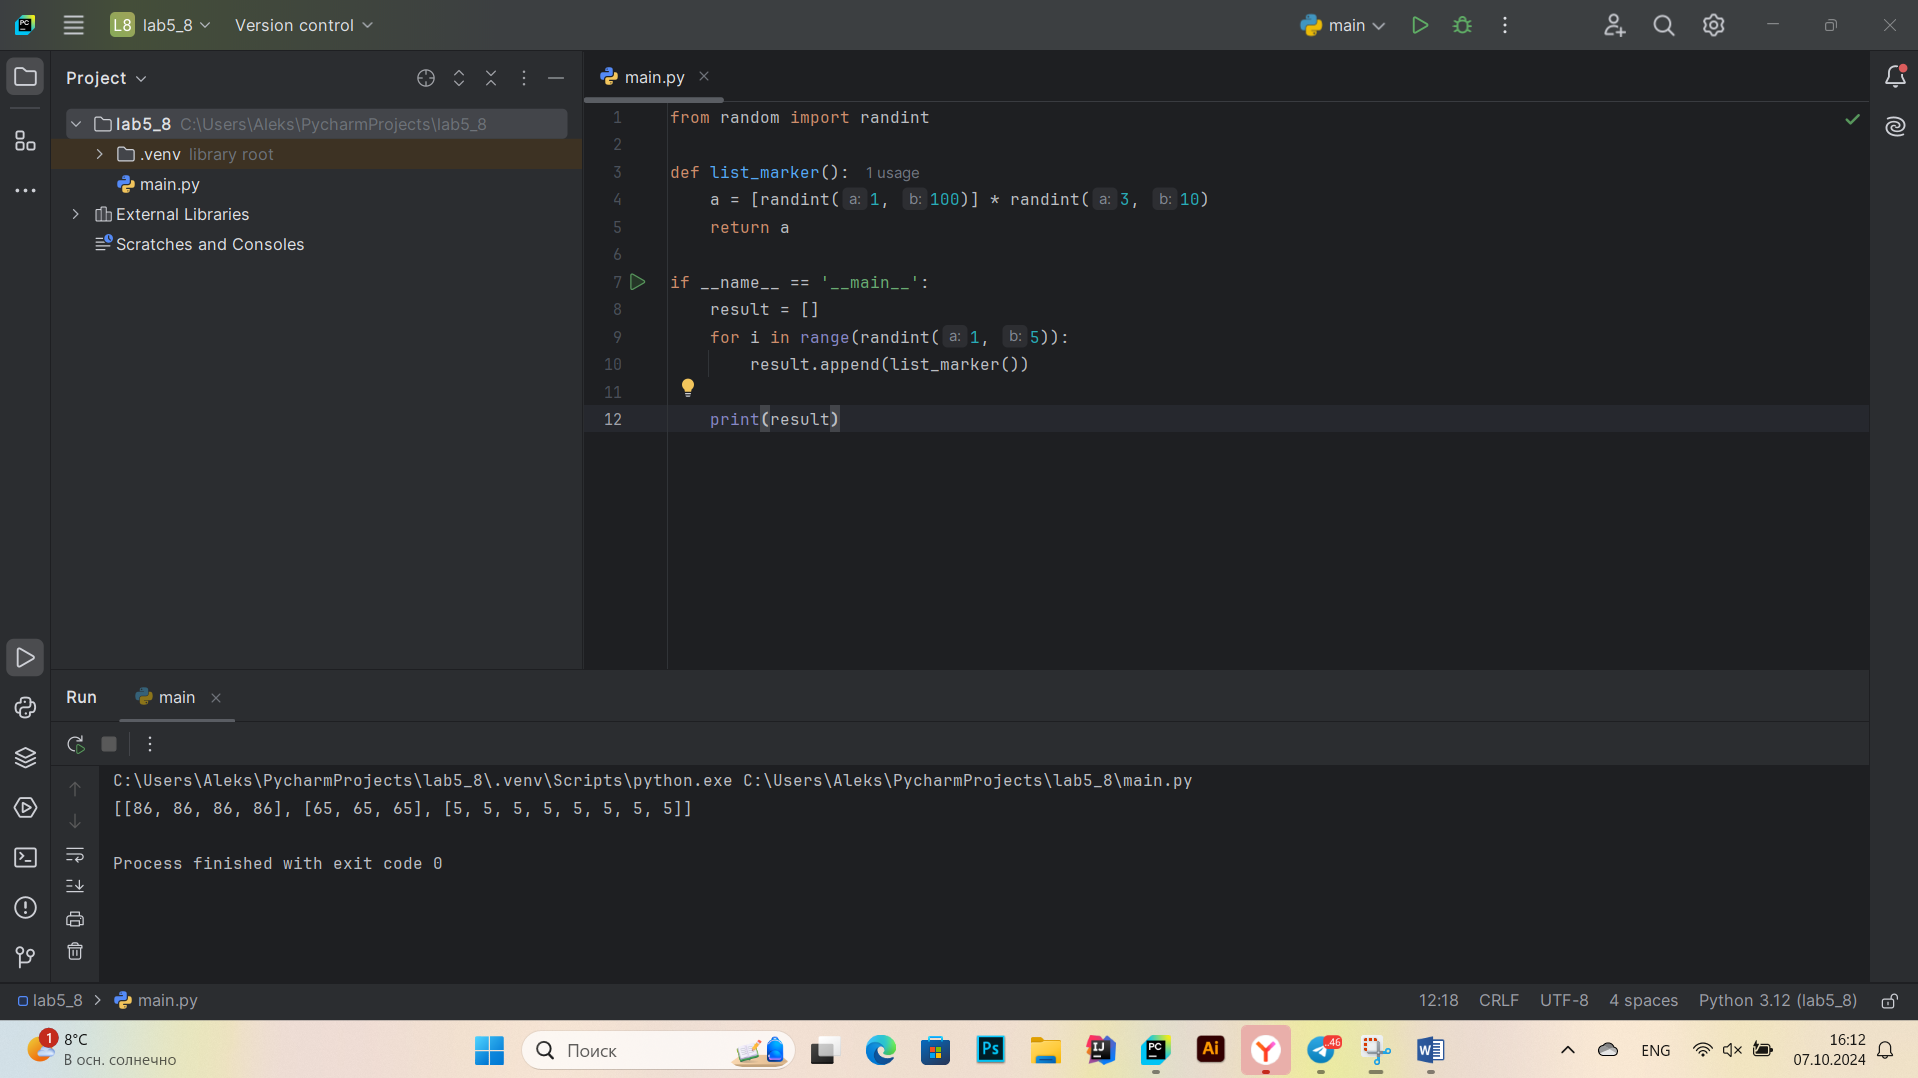 L8 lab5_8 Version control main
Project
main.py
lab5_8 C:\Users\Aleks\PycharmProjects\lab5_8
.venv library root
main.py
External Libraries
Scratches and Consoles
1 from random import randint
2
3 def list_marker(): 1 usage
4 a = [randint( a: 1, b: 100)] * randint( a: 3, b: 10)
5 return a
6
7 if __name__ == '__main__':
8 result = []
9 for i in range(randint( a: 1, b: 5)):
10 result.append(list_marker())
11
12 print(result)
Run main
C:\Users\Aleks\PycharmProjects\lab5_8\.venv\Scripts\python.exe C:\Users\Aleks\PycharmProjects\lab5_8\main.py
[[86, 86, 86, 86], [65, 65, 65], [5, 5, 5, 5, 5, 5, 5, 5]]
Process finished with exit code 0
lab5_8 main.py 12:18 CRLF UTF-8 4 spaces Python 3.12 (lab5_8)
1 8°C
В осн. солнечно
Поиск
PC
Ps
IJ
PC
Ai
Y
.46
W
ENG
16:12
07.10.2024